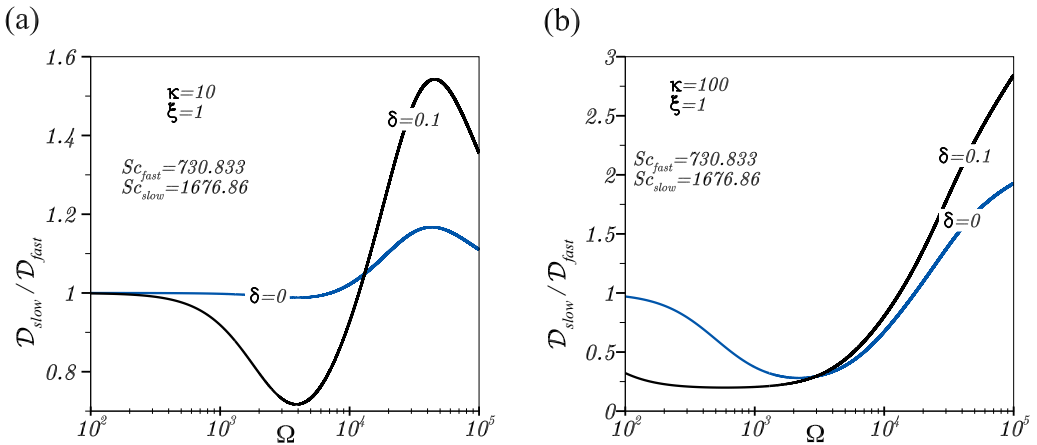 (a)
1.6
1.4
1.2
1
0.8
κ=10
ξ=1
Sc_fast=730.833
Sc_slow=1676.86
δ=0.1
δ=0
D_slow / D_fast
10^2
10^3
10^4
10^5
Ω
(b)
3
2.5
2
1.5
1
0.5
0
κ=100
ξ=1
Sc_fast=730.833
Sc_slow=1676.86
δ=0.1
δ=0
D_slow / D_fast
10^2
10^3
10^4
10^5
Ω